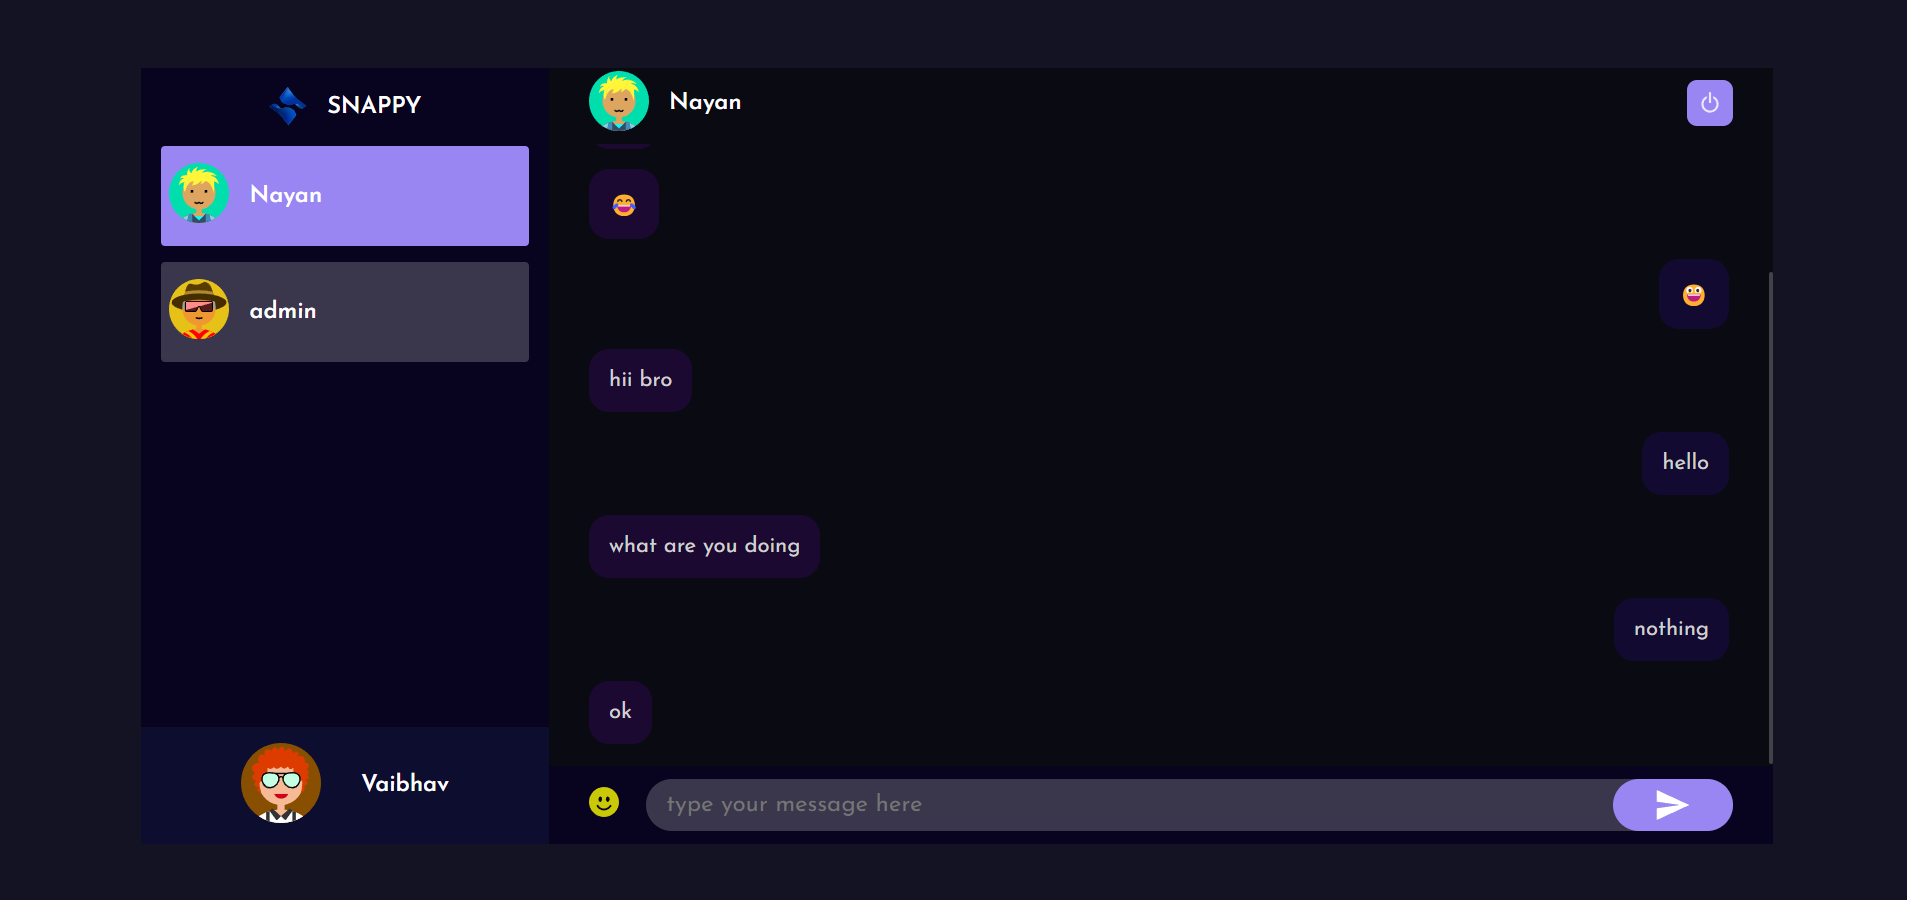 SNAPPY
Nayan
admin
Vaibhav
Nayan
😂
😃
hii bro
hello
what are you doing
nothing
ok
type your message here